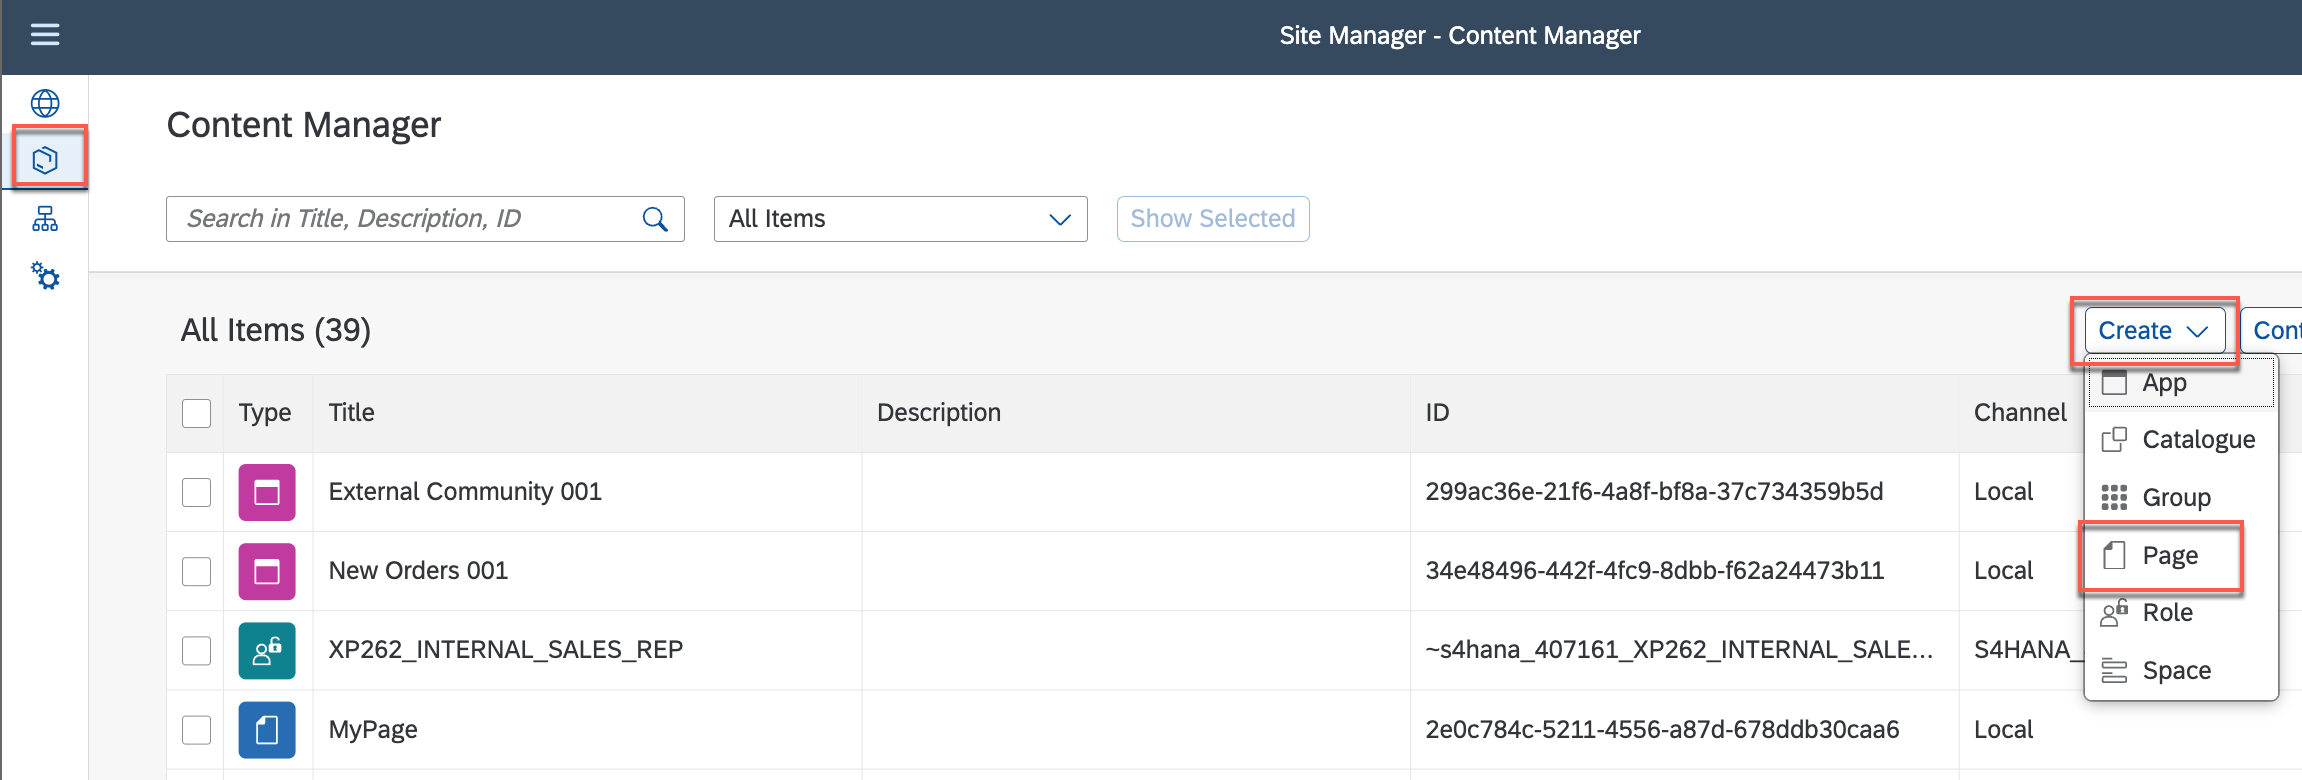 Site Manager - Content Manager
Content Manager
Search in Title, Description, ID
All Items
Show Selected
All Items (39)
Create
Cont
App
Catalogue
Group
Page
Role
Space
Type Title Description ID Channel
External Community 001 299ac36e-21f6-4a8f-bf8a-37c734359b5d Local
New Orders 001 34e48496-442f-4fc9-8dbb-f62a24473b11 Local
XP262_INTERNAL_SALES_REP ~s4hana_407161_XP262_INTERNAL_SALE... S4HANA_
MyPage 2e0c784c-5211-4556-a87d-678ddb30caa6 Local